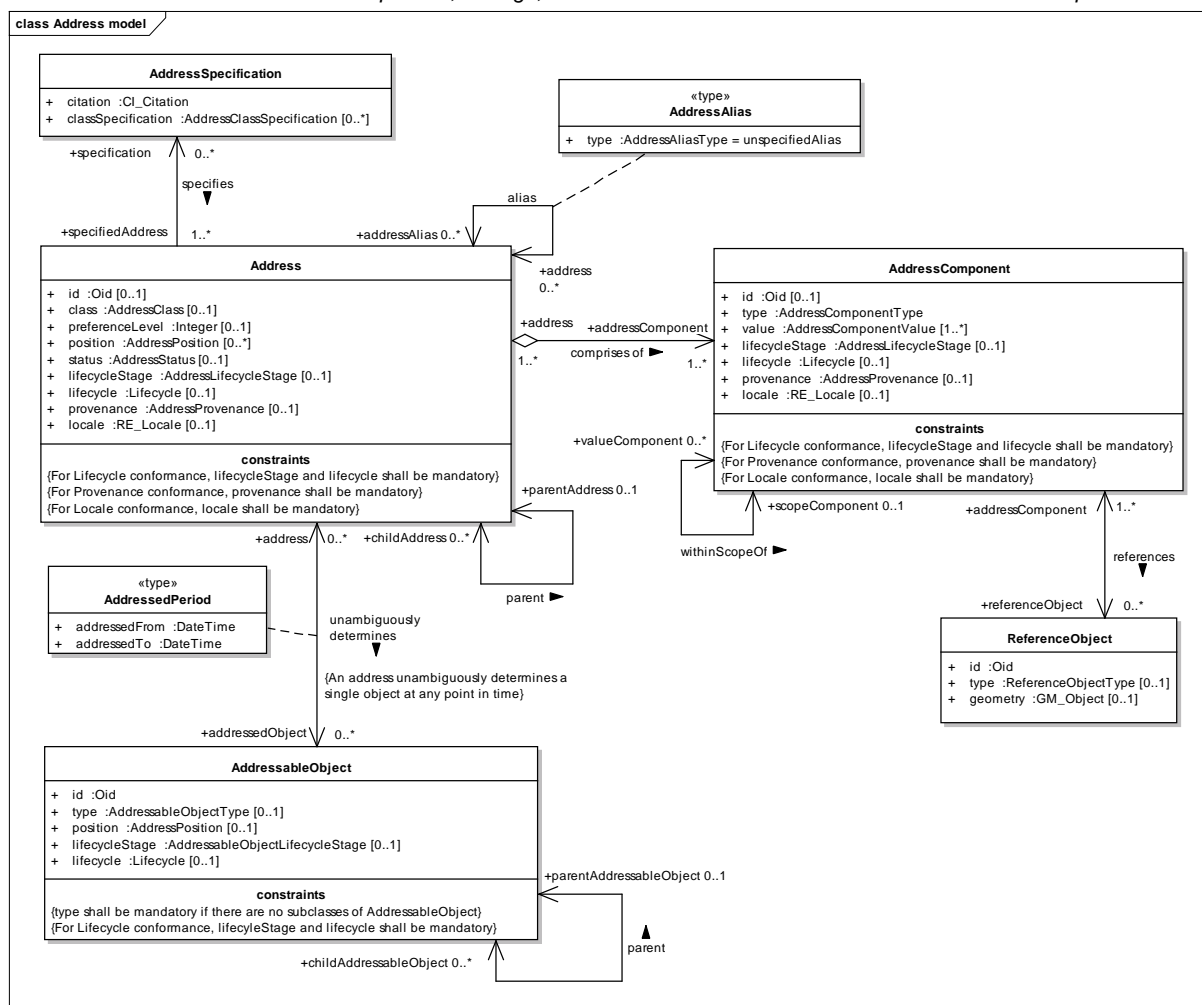 class Address model
AddressSpecification
+ citation :CI_Citation
+ classSpecification :AddressClassSpecification [0..*]
«type»
AddressAlias
+ type :AddressAliasType = unspecifiedAlias
+specification 0..*
specifies
+specifiedAddress 1..*
alias
+addressAlias 0..*
+address
0..*
Address
+ id :Oid [0..1]
+ class :AddressClass [0..1]
+ preferenceLevel :Integer [0..1]
+ position :AddressPosition [0..*]
+ status :AddressStatus [0..1]
+ lifecycleStage :AddressLifecycleStage [0..1]
+ lifecycle :Lifecycle [0..1]
+ provenance :AddressProvenance [0..1]
+ locale :RE_Locale [0..1]
constraints
{For Lifecycle conformance, lifecycleStage and lifecycle shall be mandatory}
{For Provenance conformance, provenance shall be mandatory}
{For Locale conformance, locale shall be mandatory}
+address
1..*
comprises of
+addressComponent
1..*
AddressComponent
+ id :Oid [0..1]
+ type :AddressComponentType
+ value :AddressComponentValue [1..*]
+ lifecycleStage :AddressLifecycleStage [0..1]
+ lifecycle :Lifecycle [0..1]
+ provenance :AddressProvenance [0..1]
+ locale :RE_Locale [0..1]
constraints
{For Lifecycle conformance, lifecycleStage and lifecycle shall be mandatory}
{For Provenance conformance, provenance shall be mandatory}
{For Locale conformance, locale shall be mandatory}
+valueComponent 0..*
+scopeComponent 0..1
withinScopeOf
+addressComponent 1..*
references
+referenceObject 0..*
ReferenceObject
+ id :Oid
+ type :ReferenceObjectType [0..1]
+ geometry :GM_Object [0..1]
+parentAddress 0..1
+childAddress 0..*
parent
+address 0..*
«type»
AddressedPeriod
+ addressedFrom :DateTime
+ addressedTo :DateTime
unambiguously
determines
{An address unambiguously determines a
single object at any point in time}
+addressedObject 0..*
AddressableObject
+ id :Oid
+ type :AddressableObjectType [0..1]
+ position :AddressPosition [0..1]
+ lifecycleStage :AddressableObjectLifecycleStage [0..1]
+ lifecycle :Lifecycle [0..1]
constraints
{type shall be mandatory if there are no subclasses of AddressableObject}
{For Lifecycle conformance, lifecyleStage and lifecycle shall be mandatory}
+parentAddressableObject 0..1
parent
+childAddressableObject 0..*